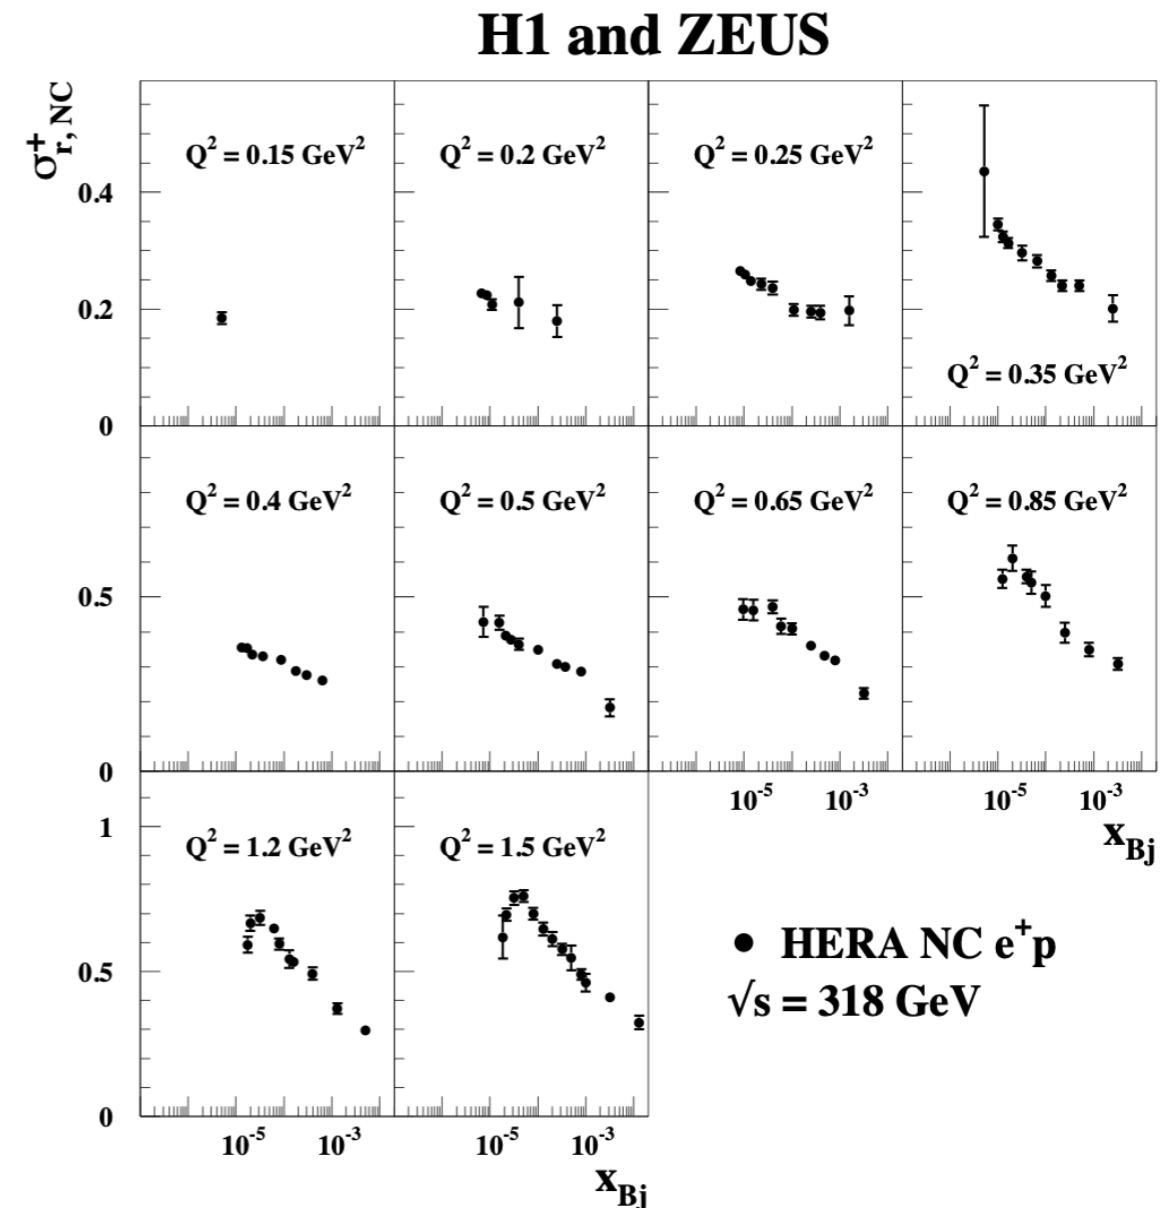 H1 and ZEUS
σ⁺r, NC
Q² = 0.15 GeV²
Q² = 0.2 GeV²
Q² = 0.25 GeV²
Q² = 0.35 GeV²
0.4
0.2
0
Q² = 0.4 GeV²
Q² = 0.5 GeV²
Q² = 0.65 GeV²
Q² = 0.85 GeV²
0.5
0
10⁻⁵ 10⁻³
10⁻⁵ 10⁻³
xBj
1
Q² = 1.2 GeV²
Q² = 1.5 GeV²
0.5
0
10⁻⁵ 10⁻³
10⁻⁵ 10⁻³
xBj
HERA NC e⁺p
√s = 318 GeV